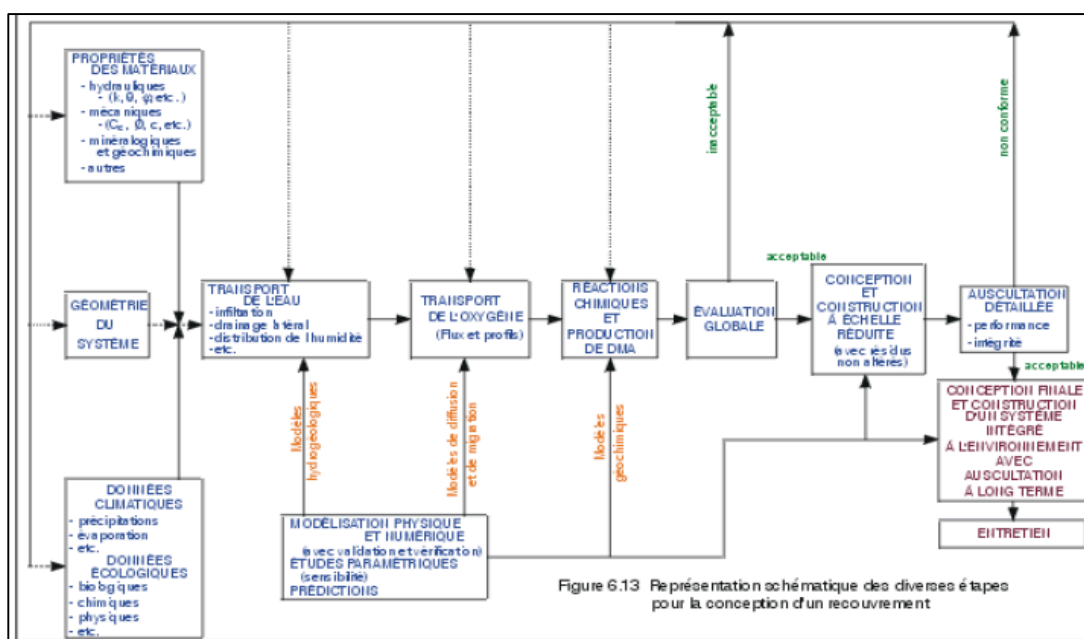 PROPRIÉTÉS
DES MATÉRIAUX
- hydrauliques
- (k, θ, ψ, etc.)
- mécaniques
- (Cc, Ø, c, etc.)
- minéralogiques
et géochimiques
- autres
GÉOMÉTRIE
DU
SYSTÈME
DONNÉES
CLIMATIQUES
- précipitations
- évaporation
- etc.
DONNÉES
ÉCOLOGIQUES
- biologiques
- chimiques
- physiques
- etc.
TRANSPORT
DE L'EAU
- infiltration
- drainage latéral
- distribution de l'humidité
- etc.
TRANSPORT
DE L'OXYGÈNE
(Flux et profils)
RÉACTIONS
CHIMIQUES
ET
PRODUCTION
DE DMA
ÉVALUATION
GLOBALE
inacceptable
acceptable
CONCEPTION
ET
CONSTRUCTION
À ÉCHELLE
RÉDUITE
(avec résidus
non altérés)
non conforme
AUSCULTATION
DÉTAILLÉE
- performance
- intégrité
acceptable
CONCEPTION FINALE
ET CONSTRUCTION
D'UN SYSTÈME
INTÉGRÉ
À L'ENVIRONNEMENT
AVEC
AUSCULTATION
À LONG TERME
ENTRETIEN
Modèles
hydrogéologiques
Modèles de diffusion
et de migration
Modèles
géochimiques
MODÉLISATION PHYSIQUE
ET NUMÉRIQUE
(avec validation et vérification)
ÉTUDES PARAMÉTRIQUES
(sensibilité)
PRÉDICTIONS
Figure 6.13 Représentation schématique des diverses étapes
pour la conception d'un recouvrement